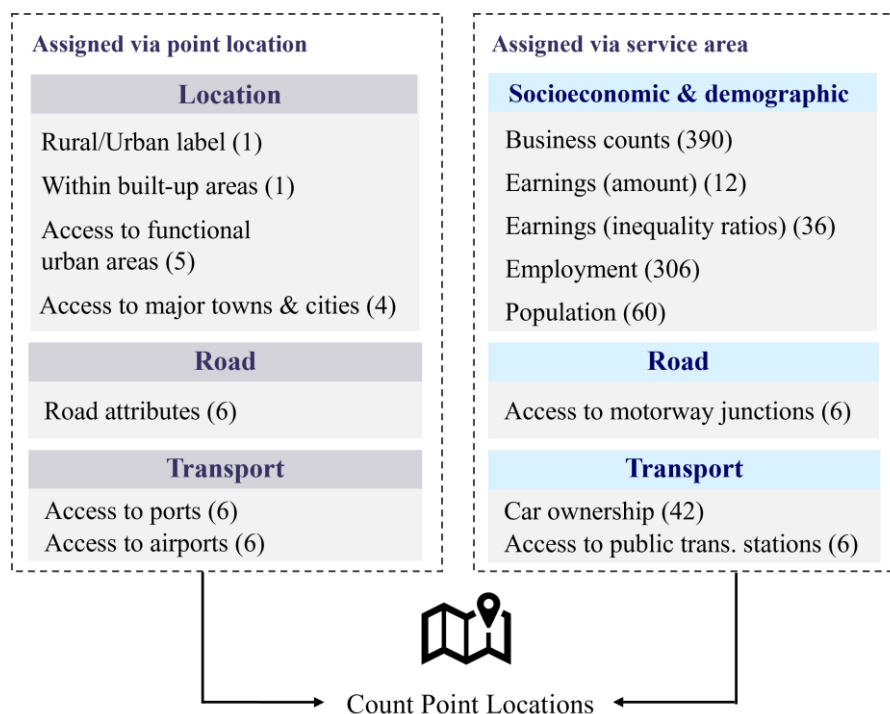 Assigned via point location
Location
Rural/Urban label (1)
Within built-up areas (1)
Access to functional
urban areas (5)
Access to major towns & cities (4)
Road
Road attributes (6)
Transport
Access to ports (6)
Access to airports (6)
Assigned via service area
Socioeconomic & demographic
Business counts (390)
Earnings (amount) (12)
Earnings (inequality ratios) (36)
Employment (306)
Population (60)
Road
Access to motorway junctions (6)
Transport
Car ownership (42)
Access to public trans. stations (6)
Count Point Locations